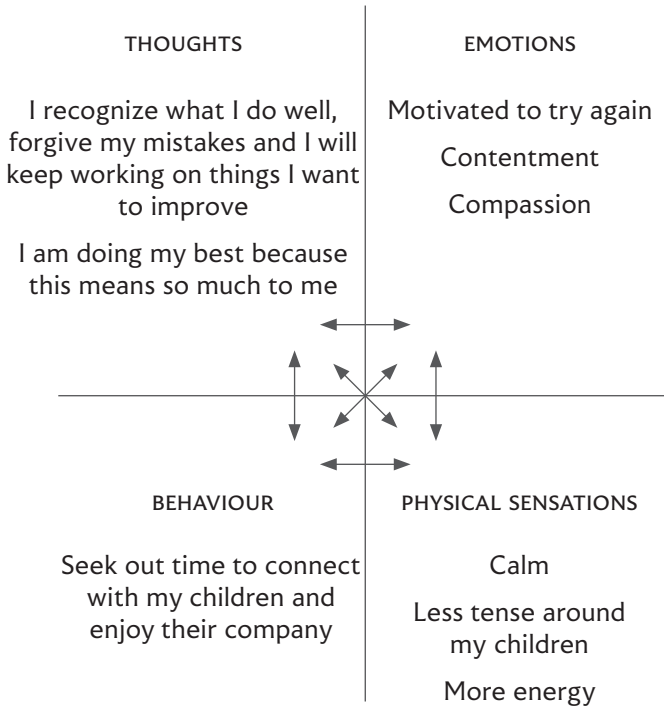 THOUGHTS
I recognize what I do well,
forgive my mistakes and I will
keep working on things I want
to improve
I am doing my best because
this means so much to me
EMOTIONS
Motivated to try again
Contentment
Compassion
BEHAVIOUR
Seek out time to connect
with my children and
enjoy their company
PHYSICAL SENSATIONS
Calm
Less tense around
my children
More energy